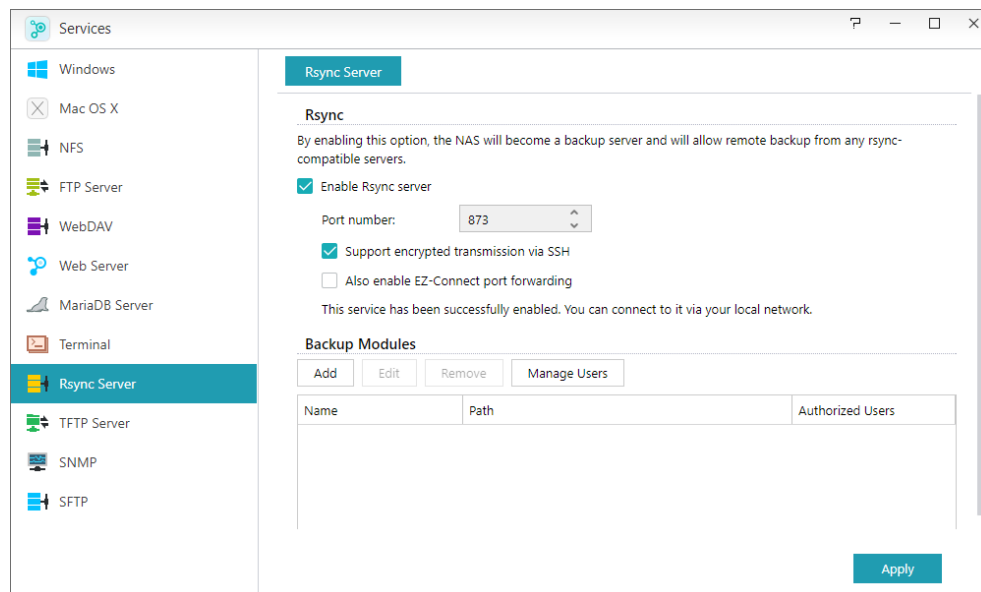 Services
Windows
Mac OS X
NFS
FTP Server
WebDAV
Web Server
MariaDB Server
Terminal
Rsync Server
TFTP Server
SNMP
SFTP
Rsync Server
Rsync
By enabling this option, the NAS will become a backup server and will allow remote backup from any rsync-
compatible servers.
Enable Rsync server
Port number: 873
Support encrypted transmission via SSH
Also enable EZ-Connect port forwarding
This service has been successfully enabled. You can connect to it via your local network.
Backup Modules
Add Edit Remove Manage Users
Name Path Authorized Users
Apply